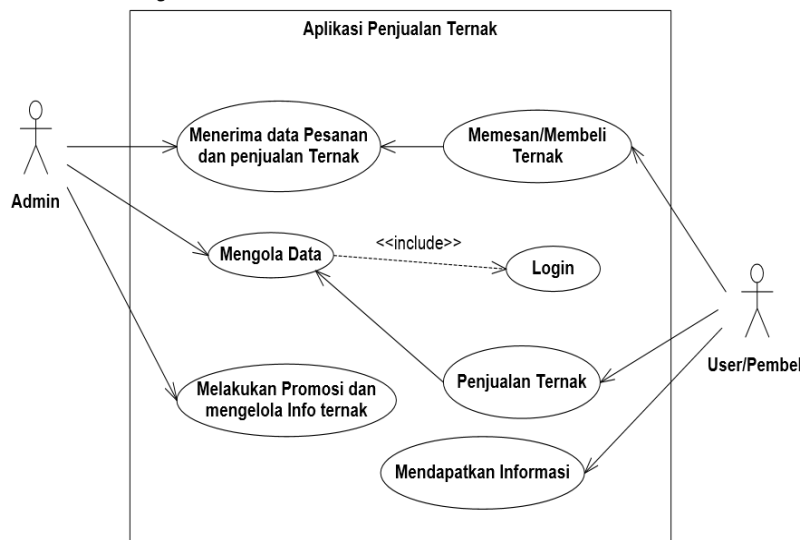 Aplikasi Penjualan Ternak
Menerima data Pesanan
dan penjualan Ternak
Memesan/Membeli
Ternak
Admin
<<include>>
Mengola Data
Login
Penjualan Ternak
User/Pembel
Melakukan Promosi dan
mengelola Info ternak
Mendapatkan Informasi